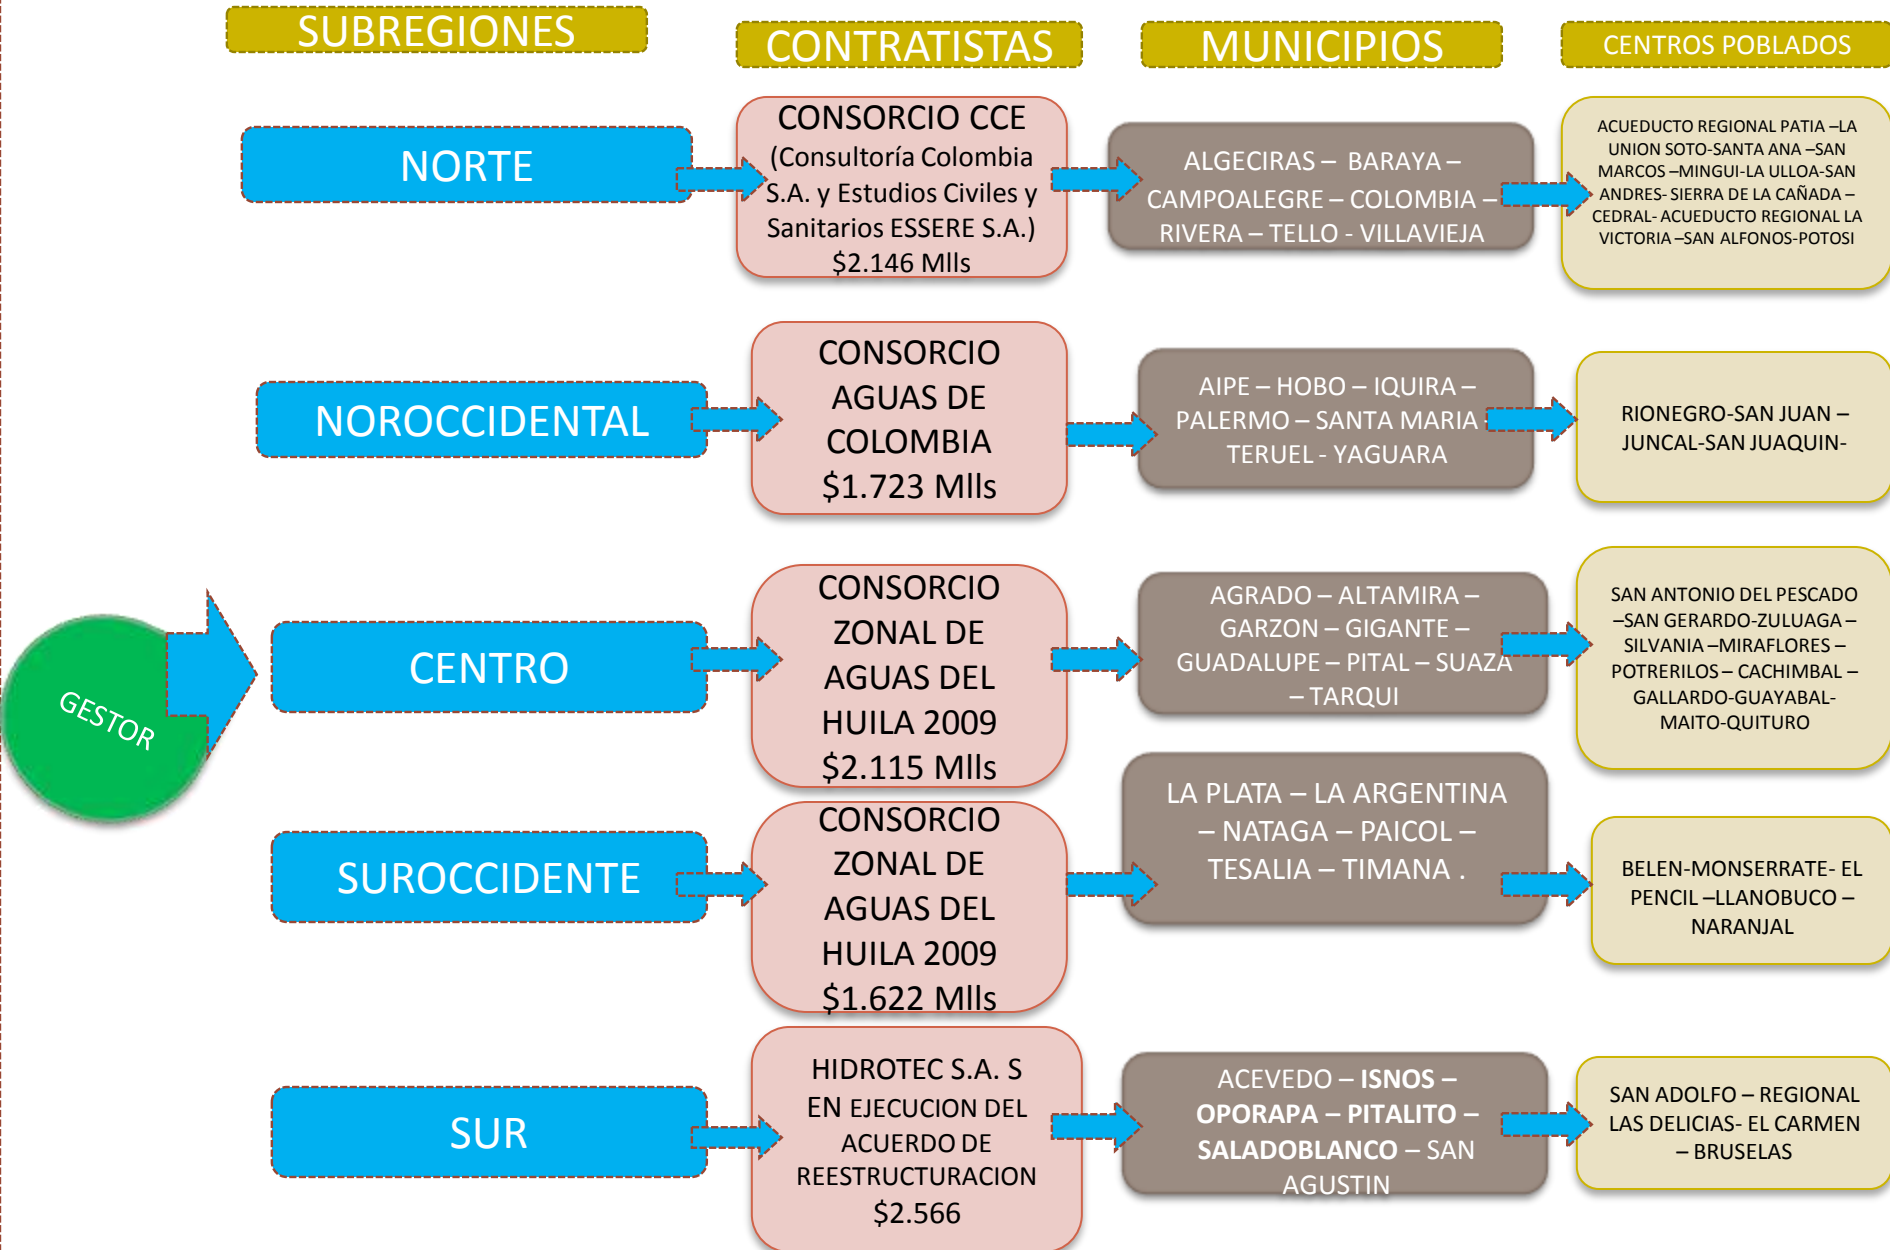 SUBREGIONES
CONTRATISTAS
MUNICIPIOS
CENTROS POBLADOS
NORTE
CONSORCIO CCE
(Consultoría Colombia
S.A. y Estudios Civiles y
Sanitarios ESSERE S.A.)
$2.146 Mlls
ALGECIRAS – BARAYA –
CAMPOALEGRE – COLOMBIA –
RIVERA – TELLO - VILLAVIEJA
ACUEDUCTO REGIONAL PATIA –LA
UNION SOTO-SANTA ANA –SAN
MARCOS –MINGUI-LA ULLOA-SAN
ANDRES- SIERRA DE LA CAÑADA –
CEDRAL- ACUEDUCTO REGIONAL LA
VICTORIA –SAN ALFONOS-POTOSI
NOROCCIDENTAL
CONSORCIO
AGUAS DE
COLOMBIA
$1.723 Mlls
AIPE – HOBO – IQUIRA –
PALERMO – SANTA MARIA
TERUEL - YAGUARA
RIONEGRO-SAN JUAN –
JUNCAL-SAN JUAQUIN-
GESTOR
CENTRO
CONSORCIO
ZONAL DE
AGUAS DEL
HUILA 2009
$2.115 Mlls
AGRADO – ALTAMIRA –
GARZON – GIGANTE –
GUADALUPE – PITAL – SUAZA
– TARQUI
SAN ANTONIO DEL PESCADO
–SAN GERARDO-ZULUAGA –
SILVANIA –MIRAFLORES –
POTRERILOS – CACHIMBAL –
GALLARDO-GUAYABAL-
MAITO-QUITURO
SUROCCIDENTE
CONSORCIO
ZONAL DE
AGUAS DEL
HUILA 2009
$1.622 Mlls
LA PLATA – LA ARGENTINA
– NATAGA – PAICOL –
TESALIA – TIMANA .
BELEN-MONSERRATE- EL
PENCIL –LLANOBUCO –
NARANJAL
SUR
HIDROTEC S.A. S
EN EJECUCION DEL
ACUERDO DE
REESTRUCTURACION
$2.566
ACEVEDO – ISNOS –
OPORAPA – PITALITO –
SALADOBLANCO – SAN
AGUSTIN
SAN ADOLFO – REGIONAL
LAS DELICIAS- EL CARMEN
– BRUSELAS